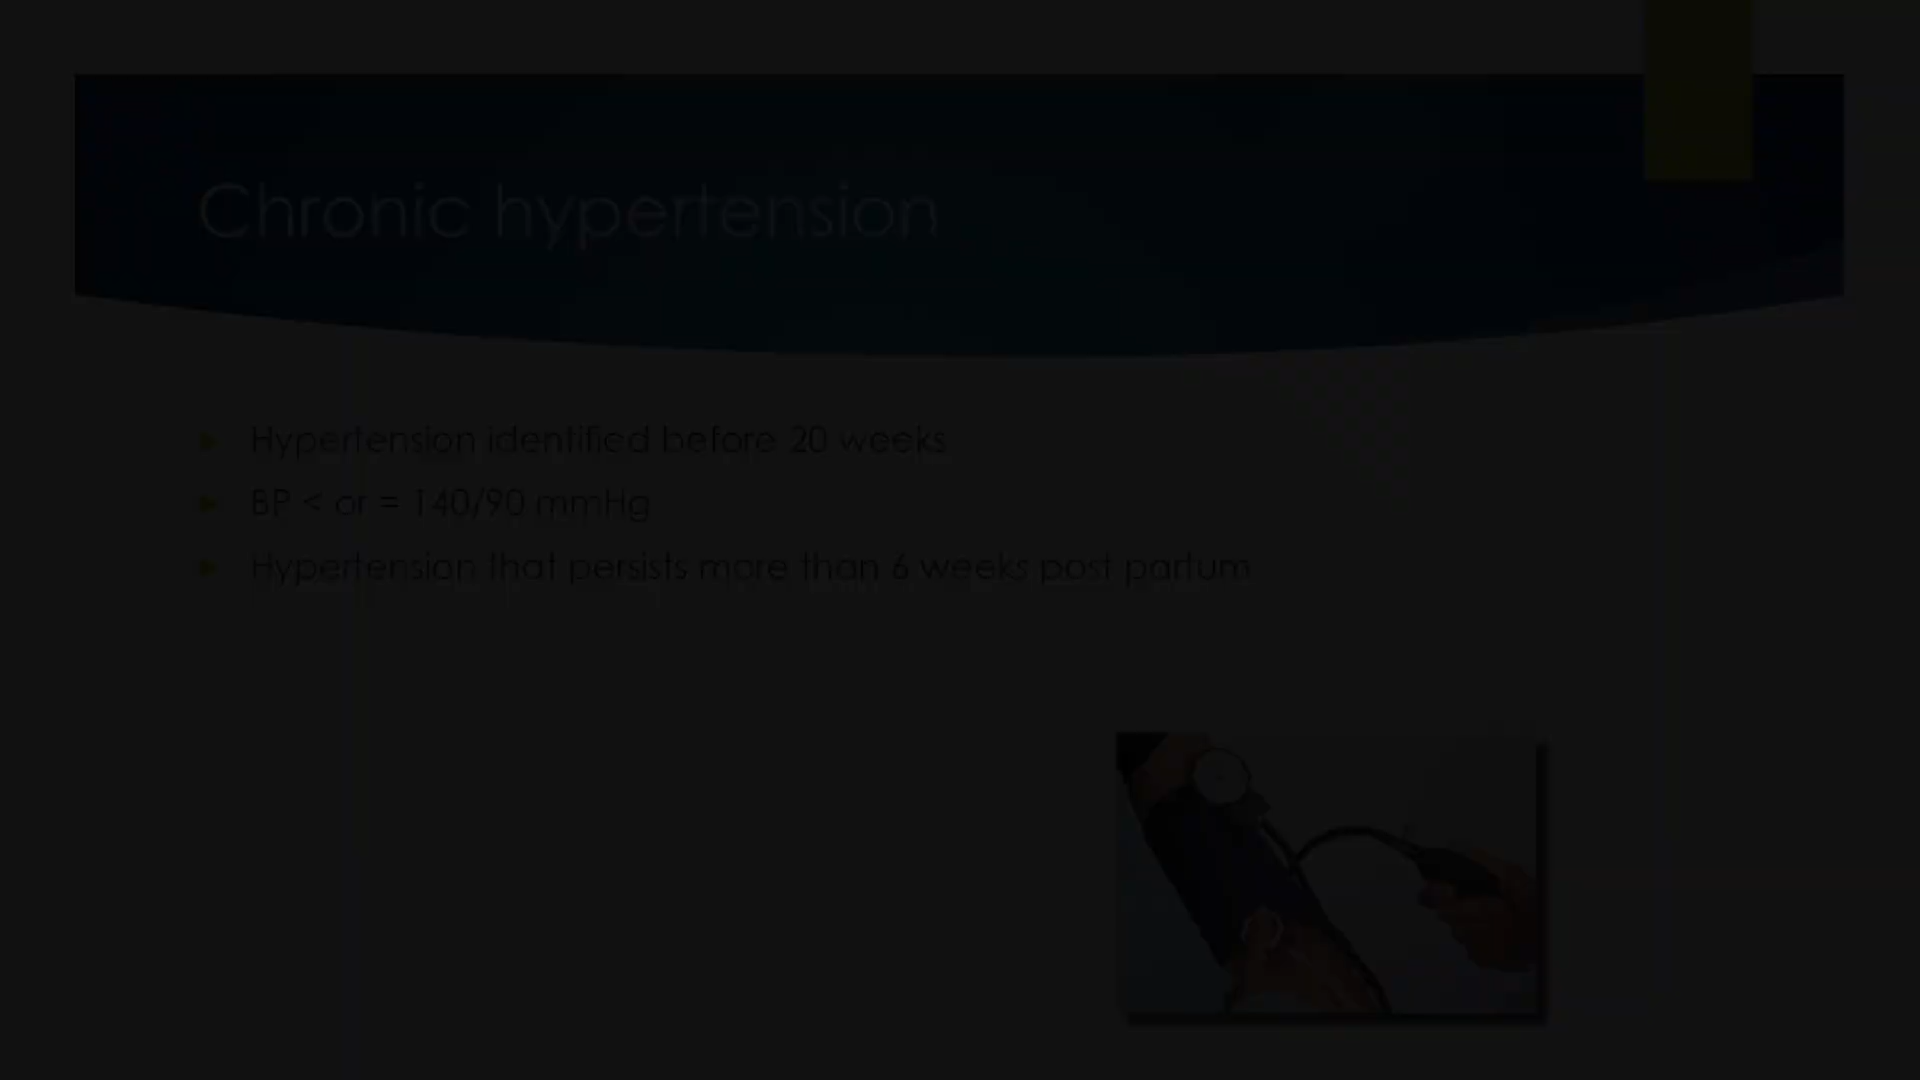 Chronic hypertension
Hypertension identified before 20 weeks
BP < or = 140/90 mmHg
Hypertension that persists more than 6 weeks post partum